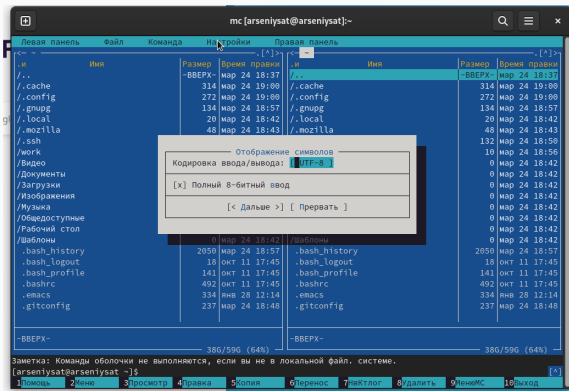 mc [arseniysat@arseniysat]:~
Левая панель Файл Команда Настройки Правая панель
<- ~ .[^]> <- ~ .[^]>
.и Имя Размер Время правки .и Имя Размер Время правки
/.. -ВВЕРХ- мар 24 18:37 /.. -ВВЕРХ- мар 24 18:37
/.cache 314 мар 24 19:00 /.cache 314 мар 24 19:00
/.config 272 мар 24 19:00 /.config 272 мар 24 19:00
/.gnupg 134 мар 24 18:57 /.gnupg 134 мар 24 18:57
/.local 20 мар 24 18:42 /.local 20 мар 24 18:42
/.mozilla 48 мар 24 18:43 /.mozilla 48 мар 24 18:43
/.ssh 132 мар 24 18:50
/work 10 мар 24 18:56
/Видео 0 мар 24 18:42
/Документы 0 мар 24 18:42
/Загрузки 0 мар 24 18:42
/Изображения 0 мар 24 18:42
/Музыка 0 мар 24 18:42
/Общедоступные 0 мар 24 18:42
/Рабочий стол 0 мар 24 18:42
/Шаблоны 0 мар 24 18:42 /Шаблоны 0 мар 24 18:42
Отображение символов
Кодировка ввода/вывода: [ UTF-8 ]
[x] Полный 8-битный ввод
[< Дальше >] [ Прервать ]
.bash_history 2050 мар 24 18:57 .bash_history 2050 мар 24 18:57
.bash_logout 18 окт 11 17:45 .bash_logout 18 окт 11 17:45
.bash_profile 141 окт 11 17:45 .bash_profile 141 окт 11 17:45
.bashrc 492 окт 11 17:45 .bashrc 492 окт 11 17:45
.emacs 334 янв 28 12:14 .emacs 334 янв 28 12:14
.gitconfig 237 мар 24 18:48 .gitconfig 237 мар 24 18:48
-ВВЕРХ- -ВВЕРХ-
38G/59G (64%) 38G/59G (64%)
Заметка: Команды оболочки не выполняются, если вы не в локальной файл. системе.
[arseniysat@arseniysat ~]$ [^]
1Помощь 2Меню 3Просмотр 4Правка 5Копия 6Перенос 7НвКтлог 8Удалить 9МенюМС 10Выход